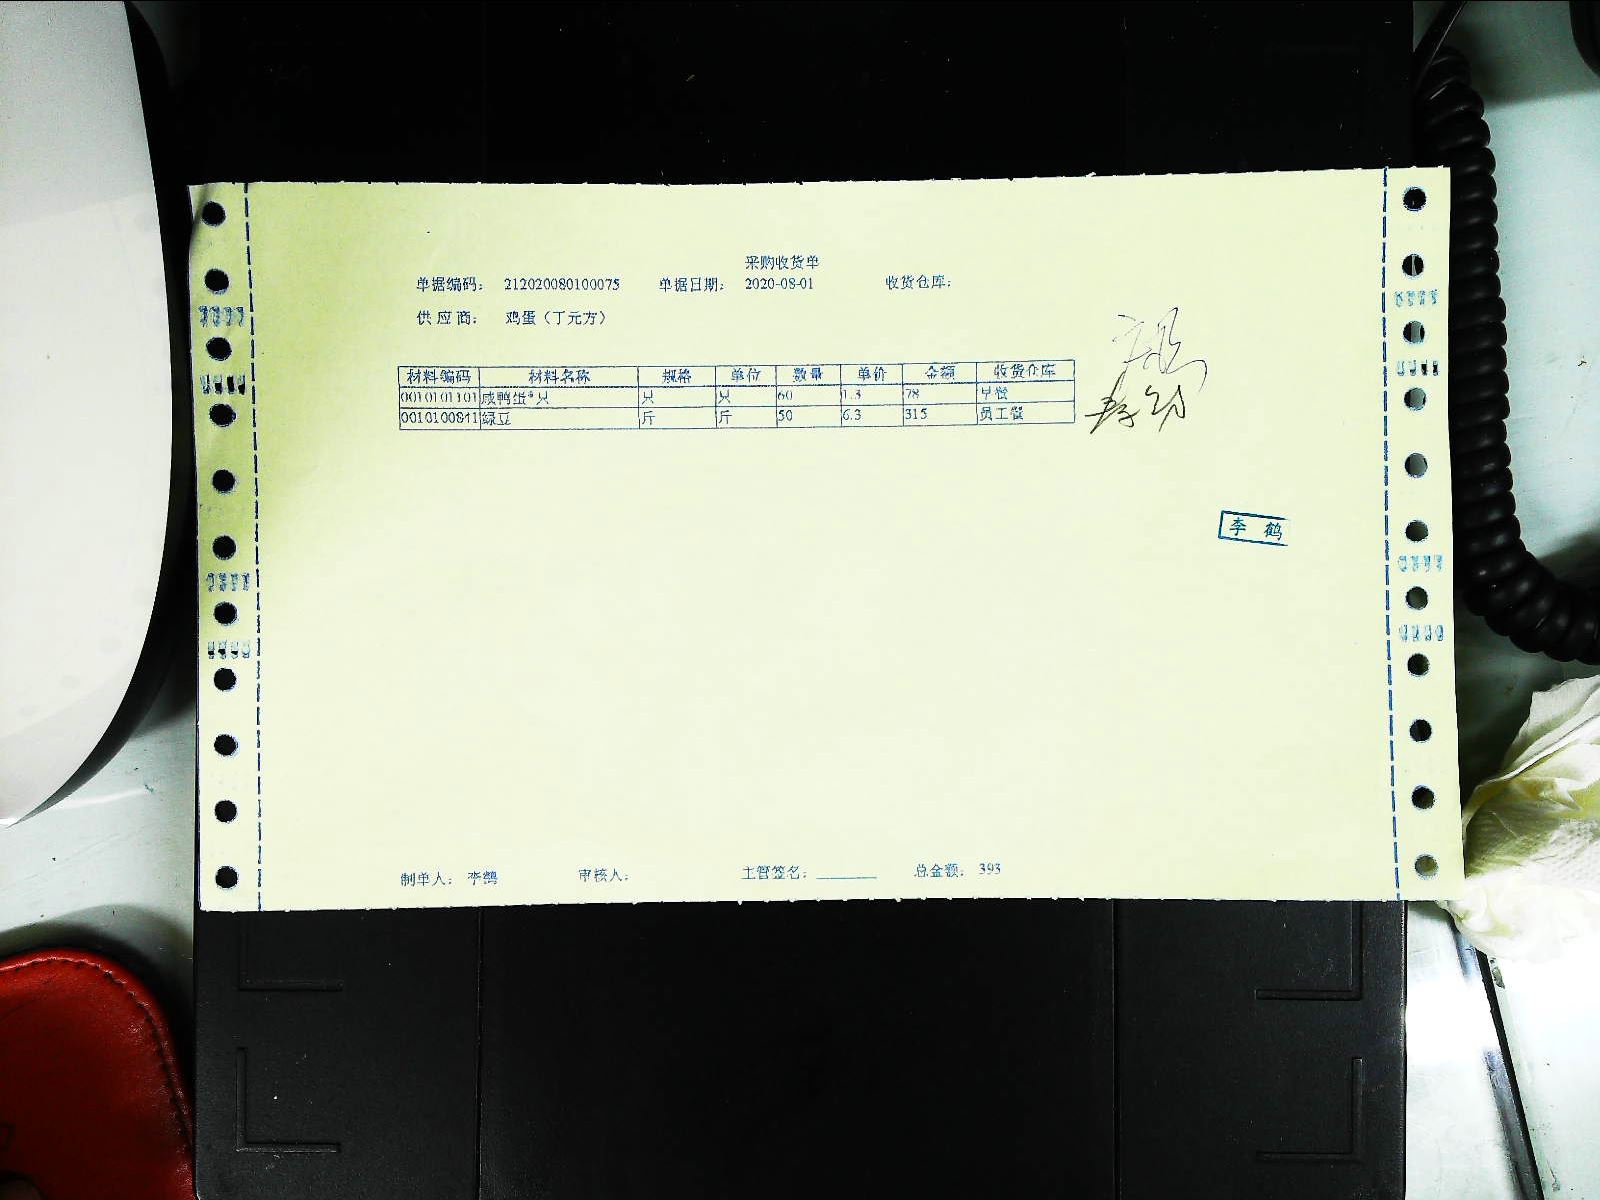 采购收货单
单据编码: 212020080100075 单据日期: 2020-08-01 收货仓库:
供应商: 鸡蛋(丁元方)
材料编码 材料名称 规格 单位 数量 单价 金额 收货仓库
0010101101 咸鸭蛋*只 只 只 60 1.3 78 早餐
0010100841 绿豆 斤 斤 50 6.3 315 员工餐
李 鹤
制单人: 李鹤 审核人: 主管签名: ______ 总金额: 393